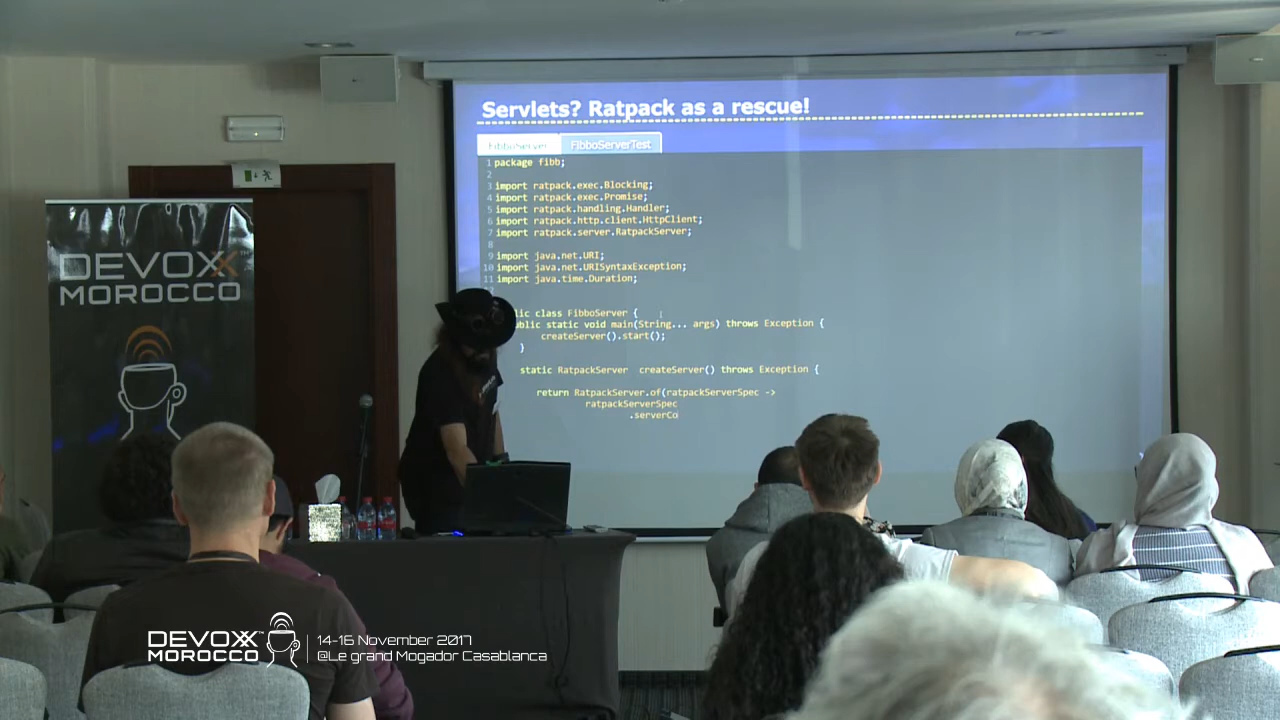 Servlets? Ratpack as a rescue!
FibboServer
FibboServerTest
1 package fibb;
2
3 import ratpack.exec.Blocking;
4 import ratpack.exec.Promise;
5 import ratpack.handling.Handler;
6 import ratpack.http.client.HttpClient;
7 import ratpack.server.RatpackServer;
8
9 import java.net.URI;
10 import java.net.URISyntaxException;
11 import java.time.Duration;
lic class FibboServer {
ublic static void main(String... args) throws Exception {
createServer().start();
}
static RatpackServer createServer() throws Exception {
return RatpackServer.of(ratpackServerSpec ->
ratpackServerSpec
.serverCo
DEVOXX™
MOROCCO
DEVOXX™
MOROCCO
14-16 November 2017
@Le grand Mogador Casablanca